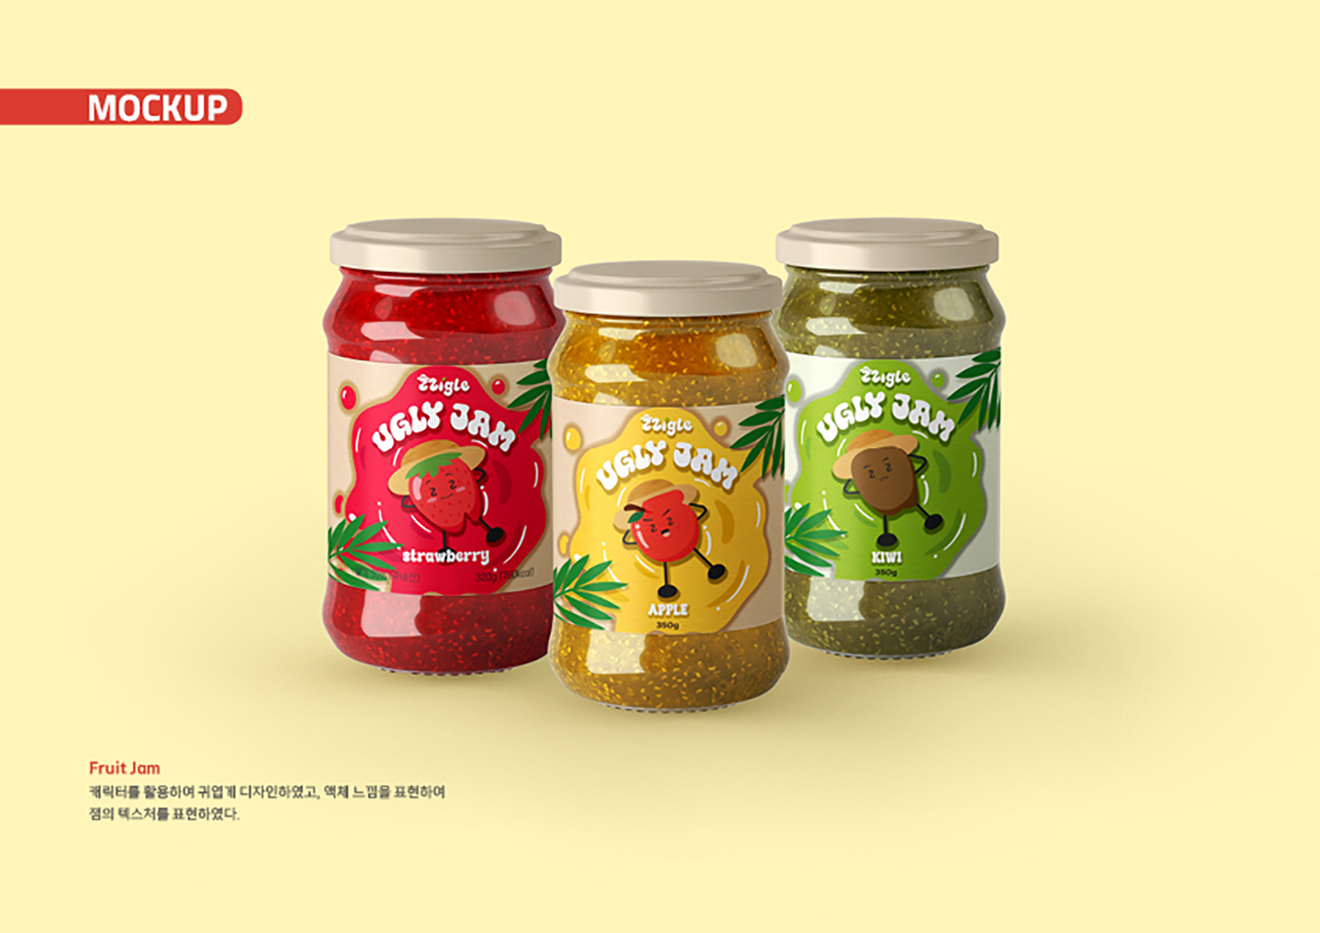 MOCKUP
ZZigle
UGLY JAM
strawberry
ZZigle
UGLY JAM
APPLE
350g
ZZigle
UGLY JAM
KIWI
350g
Fruit Jam
캐릭터를 활용하여 귀엽게 디자인하였고, 액체 느낌을 표현하여
잼의 텍스처를 표현하였다.